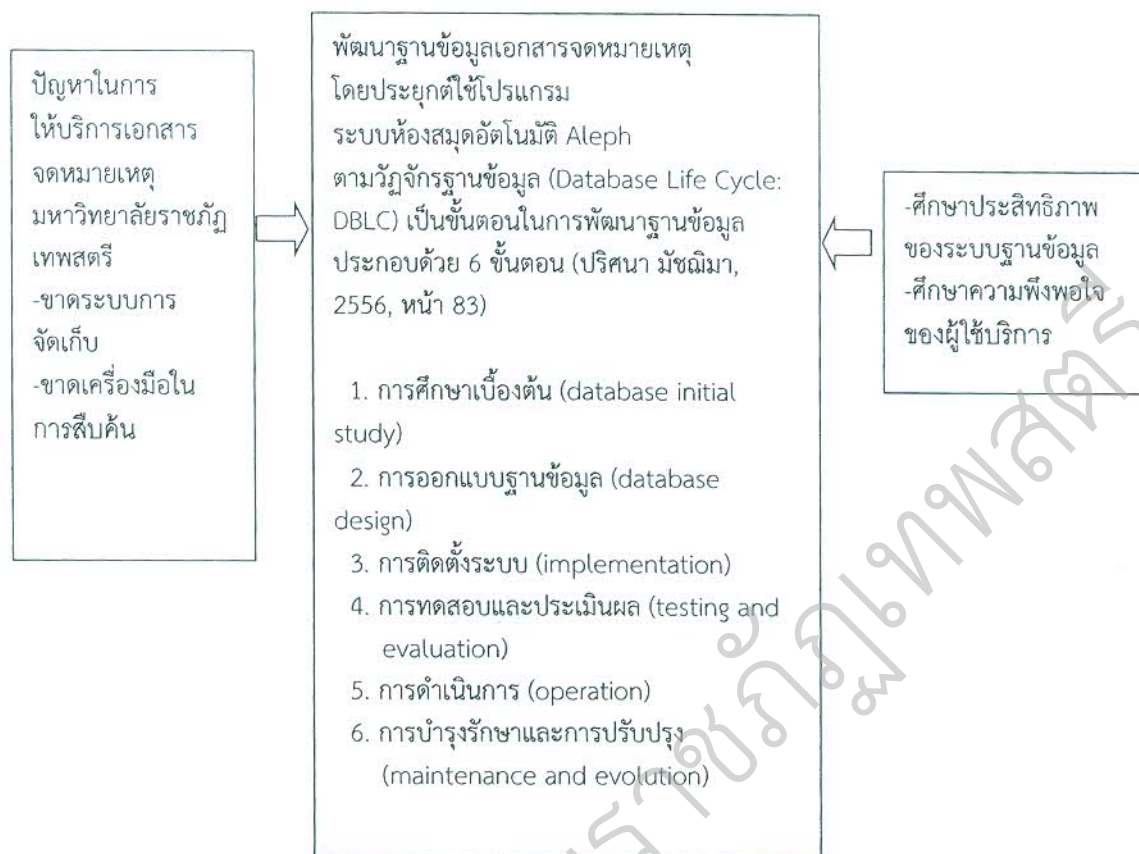 ปัญหาในการ
ให้บริการเอกสาร
จดหมายเหตุ
มหาวิทยาลัยราชภัฏ
เทพสตรี
-ขาดระบบการ
จัดเก็บ
-ขาดเครื่องมือใน
การสืบค้น
พัฒนาฐานข้อมูลเอกสารจดหมายเหตุ
โดยประยุกต์ใช้โปรแกรม
ระบบห้องสมุดอัตโนมัติ Aleph
ตามวัฏจักรฐานข้อมูล (Database Life Cycle:
DBLC) เป็นขั้นตอนในการพัฒนาฐานข้อมูล
ประกอบด้วย 6 ขั้นตอน (ปริศนา มัชฌิมา,
2556, หน้า 83)
1. การศึกษาเบื้องต้น (database initial
study)
2. การออกแบบฐานข้อมูล (database
design)
3. การติดตั้งระบบ (implementation)
4. การทดสอบและประเมินผล (testing and
evaluation)
5. การดำเนินการ (operation)
6. การบำรุงรักษาและการปรับปรุง
(maintenance and evolution)
-ศึกษาประสิทธิภาพ
ของระบบฐานข้อมูล
-ศึกษาความพึงพอใจ
ของผู้ใช้บริการ
ราชภัฏเทพสตรี